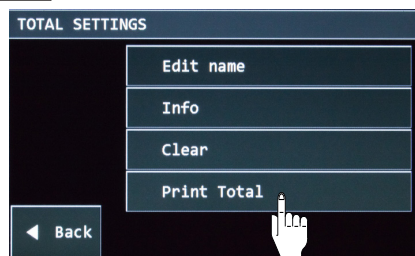 TOTAL SETTINGS
Edit name
Info
Clear
Print Total
Back